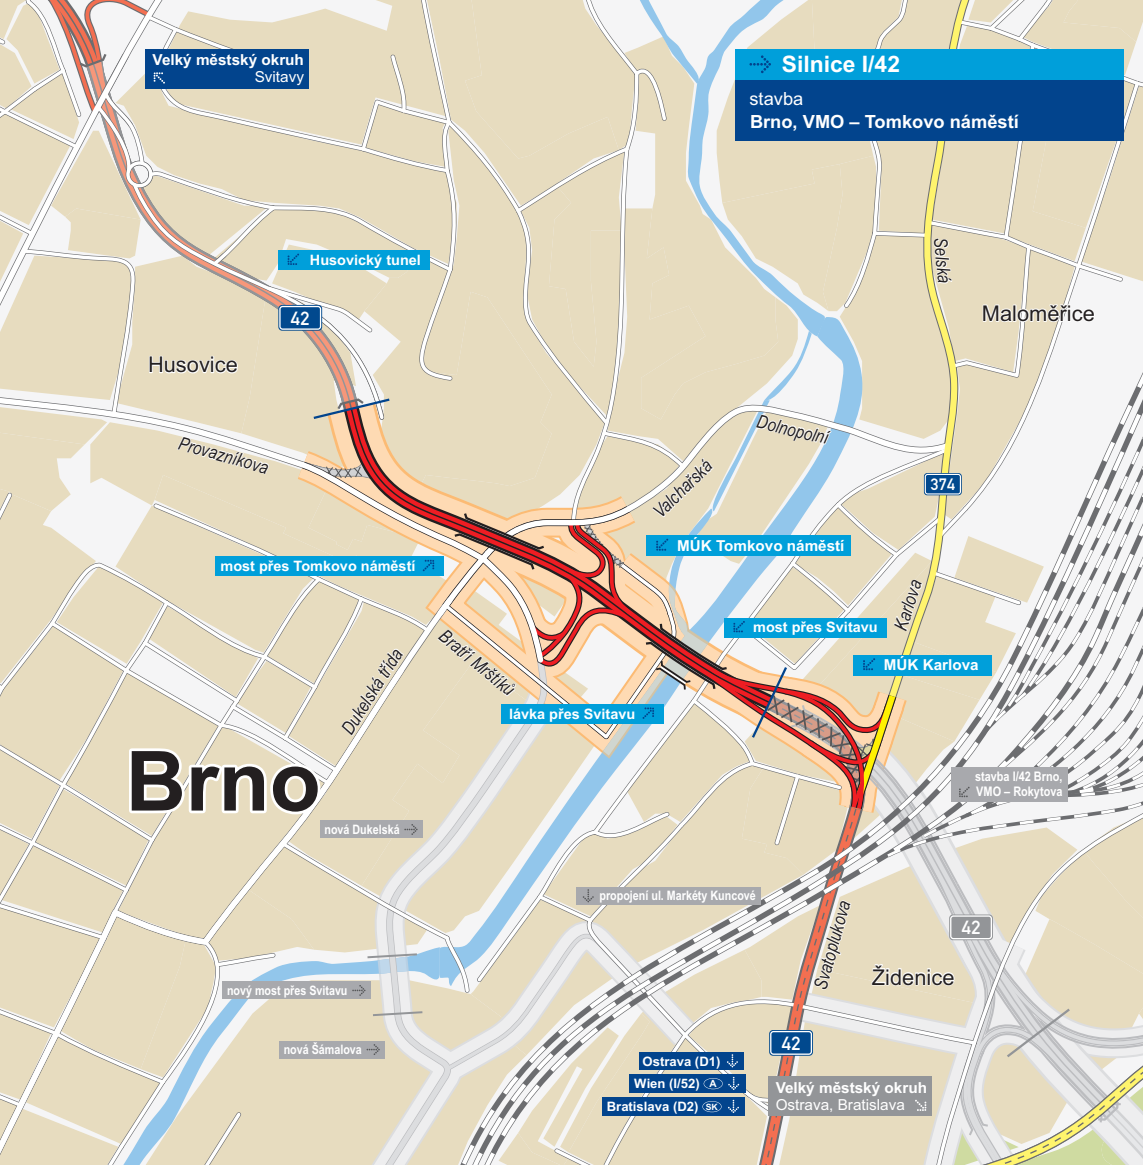 Velký městský okruh
Svitavy
Silnice I/42
stavba
Brno, VMO – Tomkovo náměstí
Selská
Husovický tunel
42
Maloměřice
Husovice
Provazníkova
Dolnopolní
Valchařská
374
MÚK Tomkovo náměstí
most přes Tomkovo náměstí
Karlova
most přes Svitavu
Bratří Mrštíků
MÚK Karlova
Dukelská třída
lávka přes Svitavu
Brno
stavba I/42 Brno,
VMO – Rokytova
nová Dukelská
propojení ul. Markéty Kuncové
42
Svatoplukova
Židenice
nový most přes Svitavu
nová Šámalova
42
Ostrava (D1)
Wien (I/52) A
Bratislava (D2) SK
Velký městský okruh
Ostrava, Bratislava